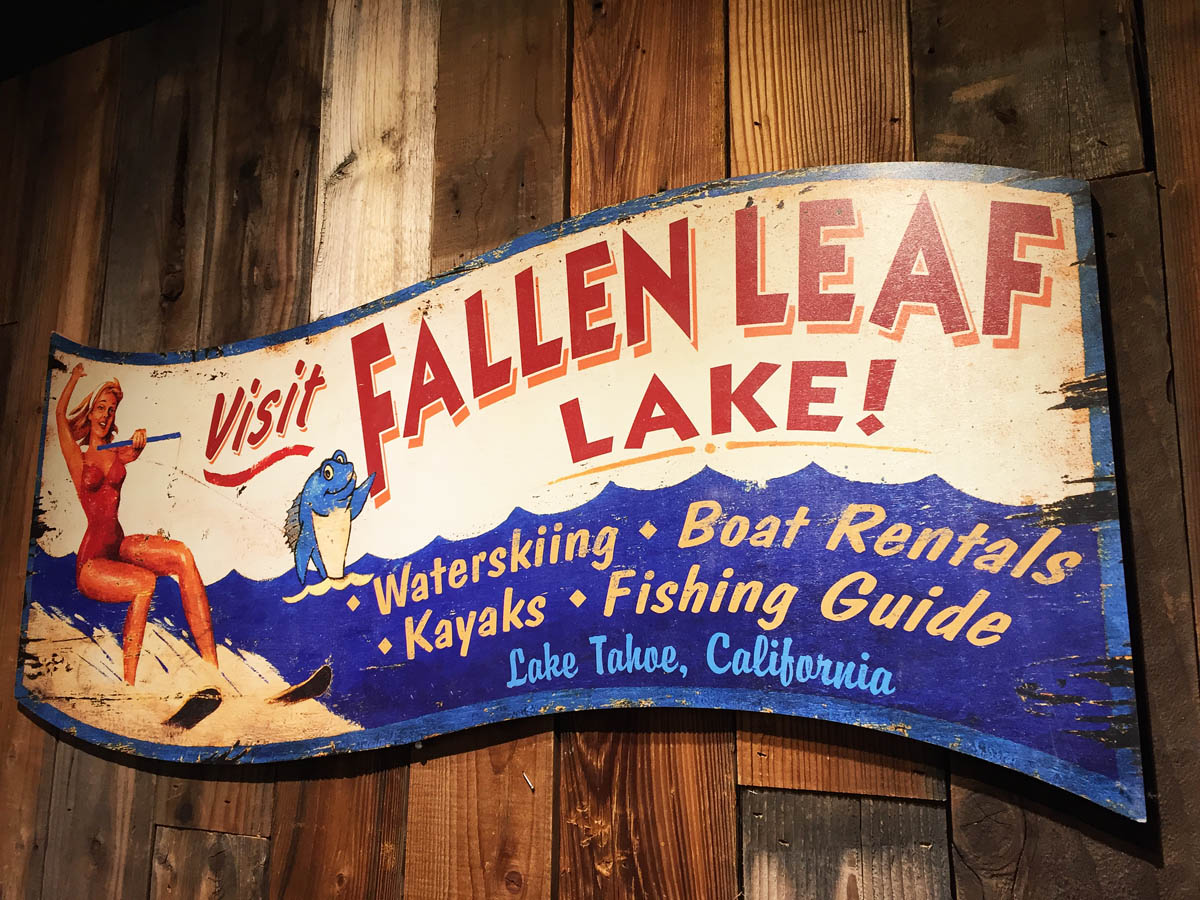 Visit FALLEN LEAF
LAKE!
• Waterskiing • Boat Rentals
• Kayaks • Fishing Guide
Lake Tahoe, California